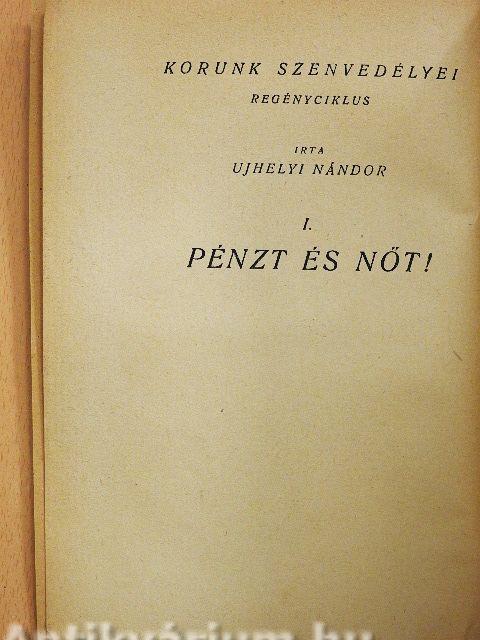 KORUNK SZENVEDÉLYEI
REGÉNYCIKLUS
IRTA
UJHELYI NÁNDOR
I.
PÉNZT ÉS NŐT!
Antikvárium.hu